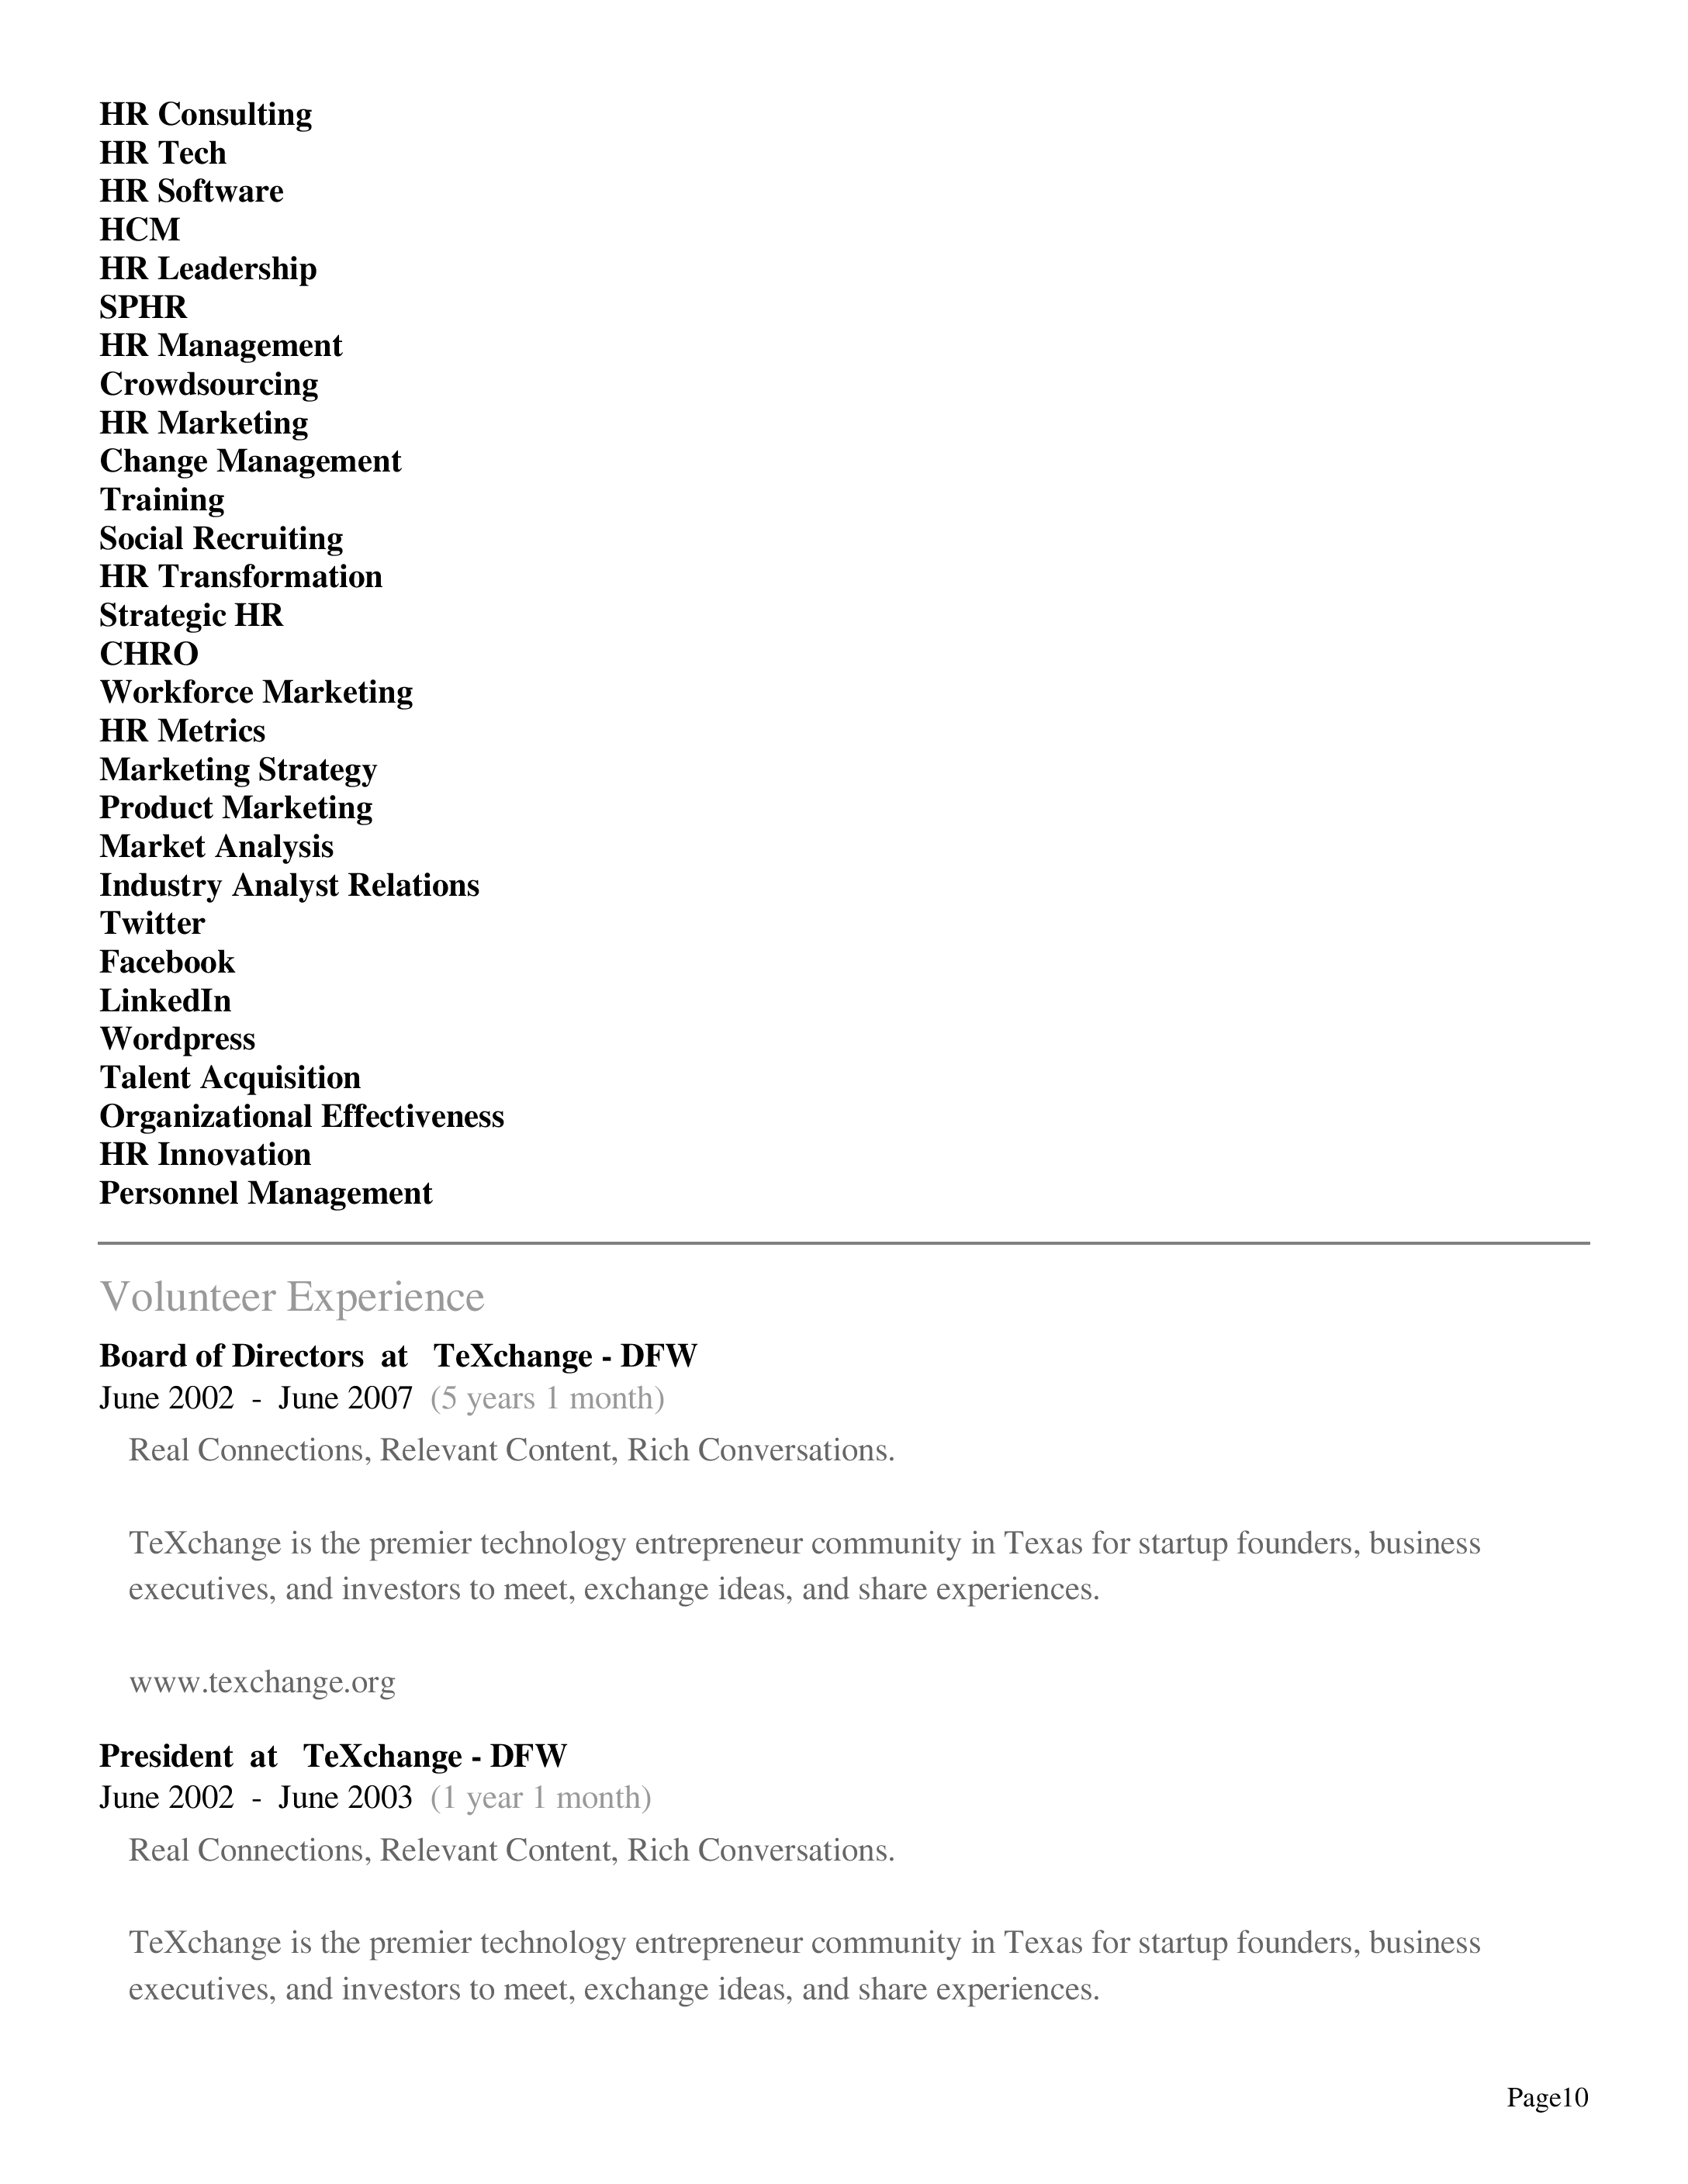 HR Consulting
HR Tech
HR Software
HCM
HR Leadership
SPHR
HR Management
Crowdsourcing
HR Marketing
Change Management
Training
Social Recruiting
HR Transformation
Strategic HR
CHRO
Workforce Marketing
HR Metrics
Marketing Strategy
Product Marketing
Market Analysis
Industry Analyst Relations
Twitter
Facebook
LinkedIn
Wordpress
Talent Acquisition
Organizational Effectiveness
HR Innovation
Personnel Management
Volunteer Experience
Board of Directors at TeXchange - DFW
June 2002 - June 2007 (5 years 1 month)
Real Connections, Relevant Content, Rich Conversations.
TeXchange is the premier technology entrepreneur community in Texas for startup founders, business
executives, and investors to meet, exchange ideas, and share experiences.
www.texchange.org
President at TeXchange - DFW
June 2002 - June 2003 (1 year 1 month)
Real Connections, Relevant Content, Rich Conversations.
TeXchange is the premier technology entrepreneur community in Texas for startup founders, business
executives, and investors to meet, exchange ideas, and share experiences.
Page10